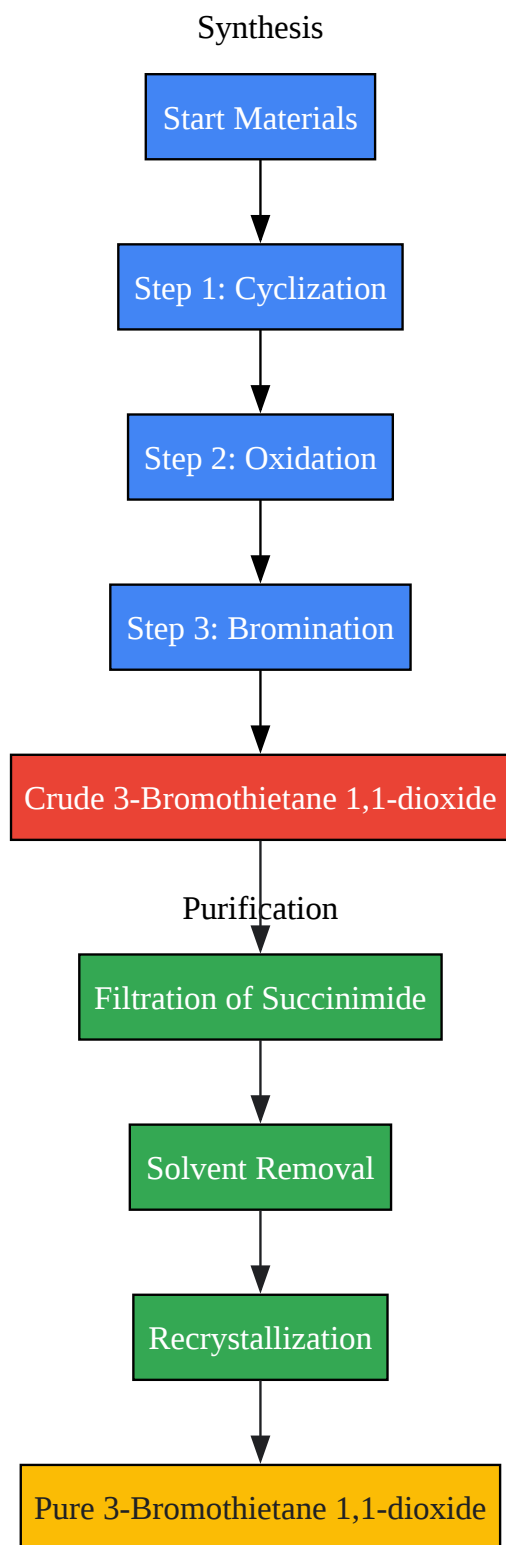 Synthesis
Start Materials
Step 1: Cyclization
Step 2: Oxidation
Step 3: Bromination
Crude 3-Bromothietane 1,1-dioxide
Purification
Filtration of Succinimide
Solvent Removal
Recrystallization
Pure 3-Bromothietane 1,1-dioxide